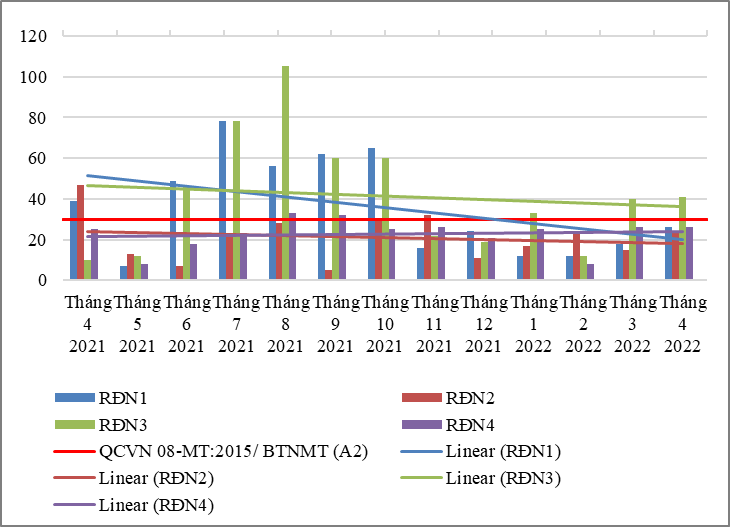 120
100
80
60
40
20
0
Tháng Tháng Tháng Tháng Tháng Tháng Tháng Tháng Tháng Tháng Tháng Tháng Tháng
4 5 6 7 8 9 10 11 12 1 2 3 4
2021 2021 2021 2021 2021 2021 2021 2021 2021 2022 2022 2022 2022
RĐN1 RĐN2
RĐN3 RĐN4
QCVN 08-MT:2015/ BTNMT (A2) Linear (RĐN1)
Linear (RĐN2) Linear (RĐN3)
Linear (RĐN4)